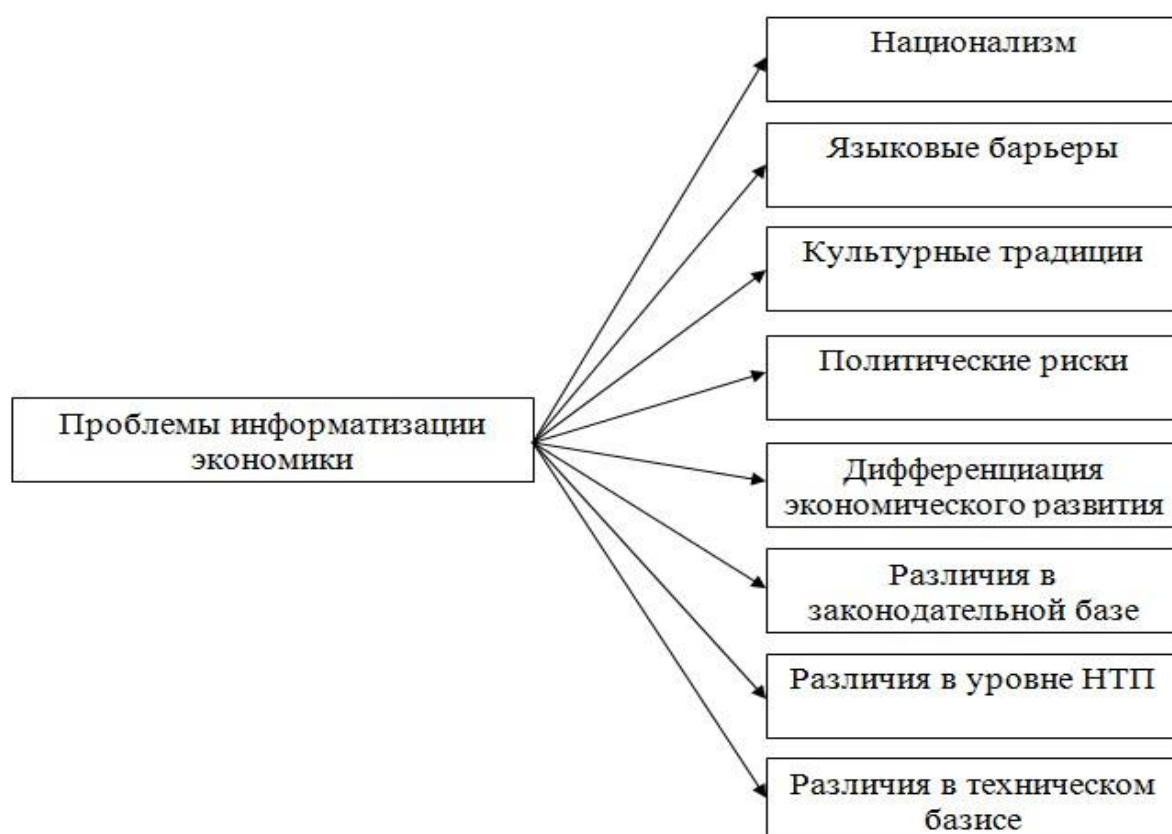 Национализм
Языковые барьеры
Культурные традиции
Политические риски
Проблемы информатизации
экономики
Дифференциация
экономического развития
Различия в
законодательной базе
Различия в уровне НТП
Различия в техническом
базисе